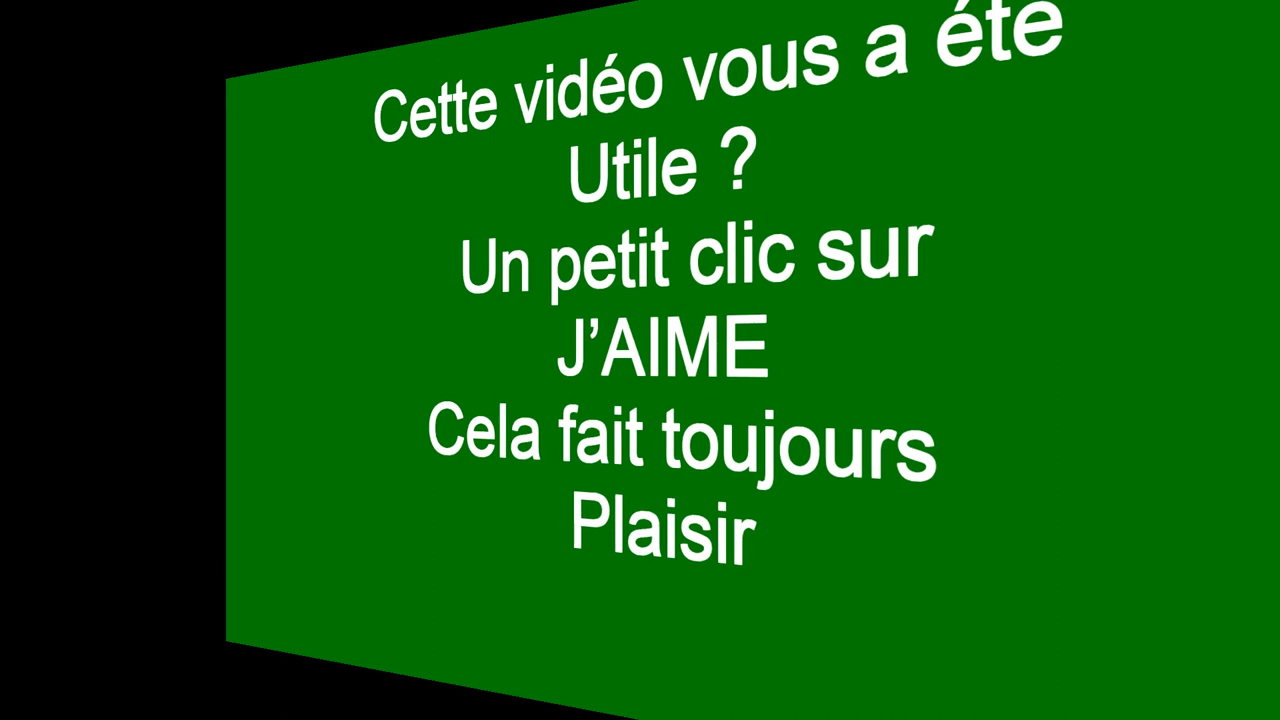 Cette vidéo vous a éte
Utile ?
Un petit clic sur
J’AIME
Cela fait toujours
Plaisir